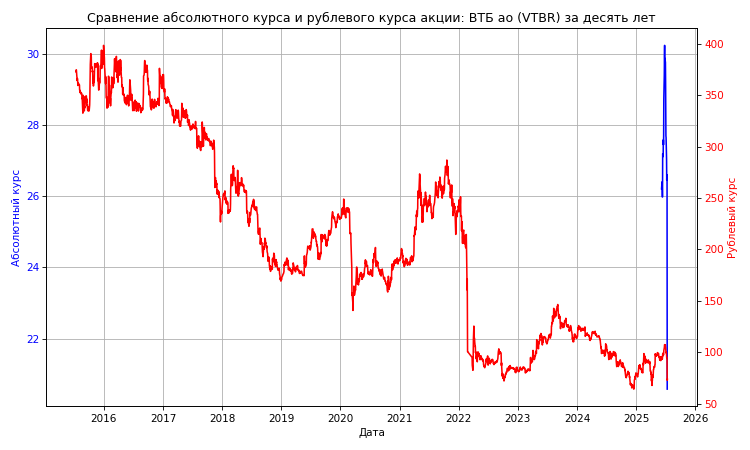 Сравнение абсолютного курса и рублевого курса акции: ВТБ ао (VTBR) за десять лет
30
28
26
24
22
Абсолютный курс
400
350
300
250
200
150
100
50
Рублевый курс
2016 2017 2018 2019 2020 2021 2022 2023 2024 2025 2026
Дата